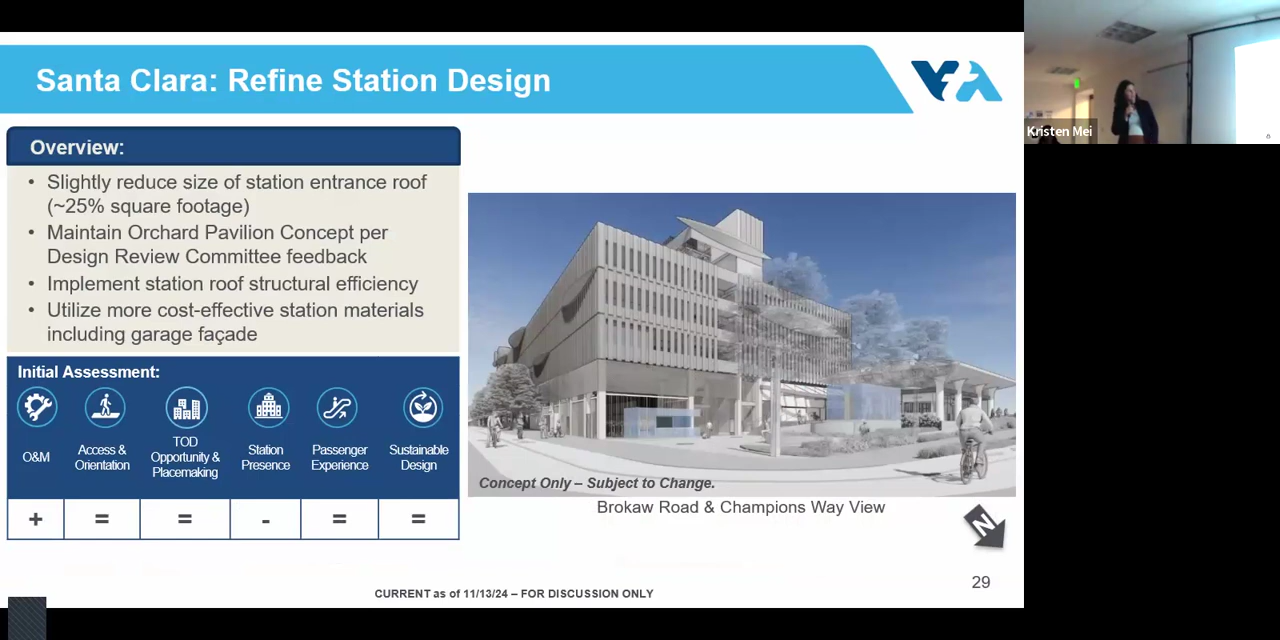 Santa Clara: Refine Station Design
VTA
Kristen Mei
Overview:
• Slightly reduce size of station entrance roof
(~25% square footage)
• Maintain Orchard Pavilion Concept per
Design Review Committee feedback
• Implement station roof structural efficiency
• Utilize more cost-effective station materials
including garage façade
Initial Assessment:
O&M
Access &
Orientation
TOD
Opportunity &
Placemaking
Station
Presence
Passenger
Experience
Sustainable
Design
+ = = - = =
Concept Only – Subject to Change.
Brokaw Road & Champions Way View
N
29
CURRENT as of 11/13/24 – FOR DISCUSSION ONLY